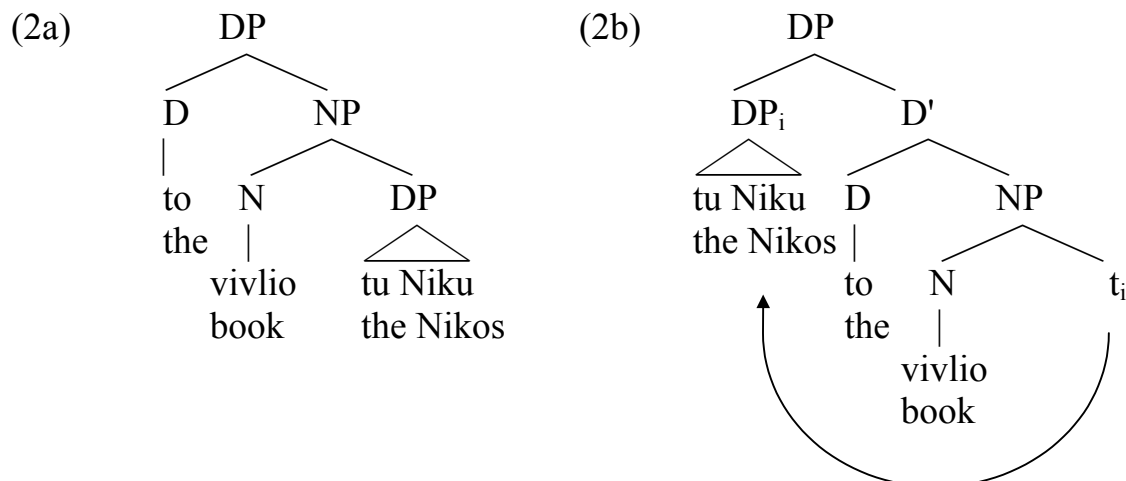 (2a) DP (2b) DP
D NP DPᵢ D'
to N DP tu Niku D NP
the the Nikos
vivlio tu Niku to N tᵢ
book the Nikos the
vivlio
book